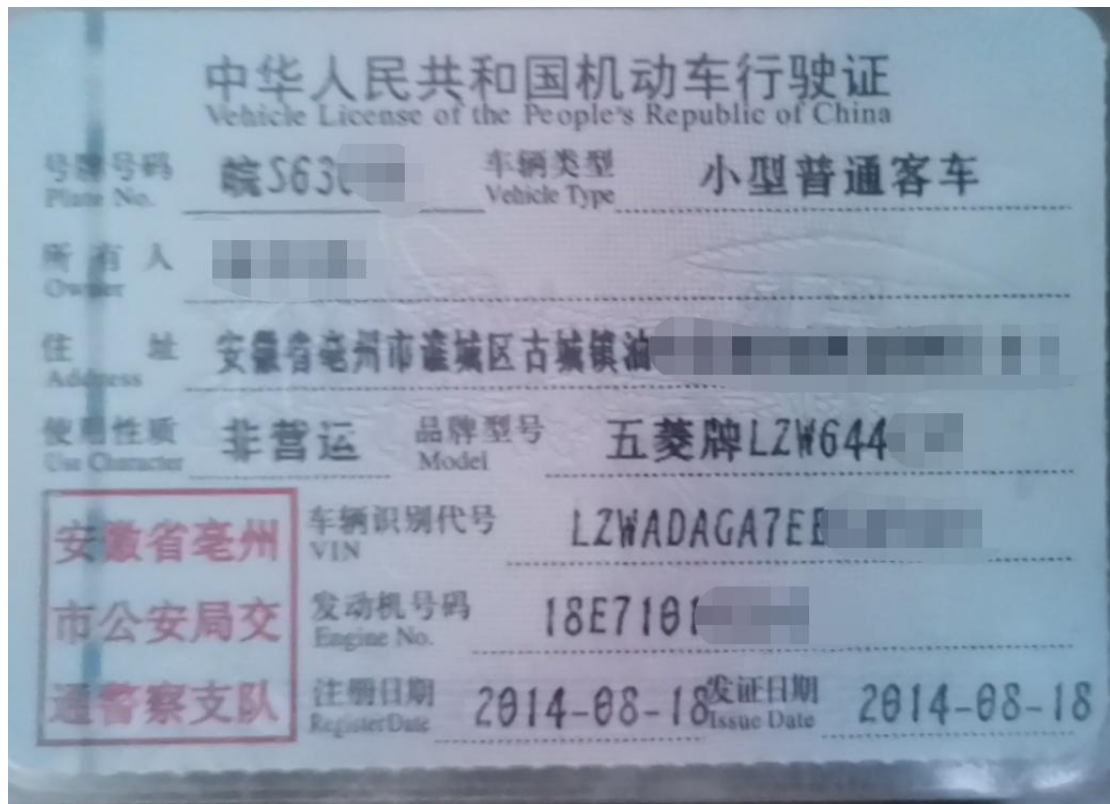 中华人民共和国机动车行驶证
Vehicle License of the People's Republic of China
号牌号码 皖S63 车辆类型 小型普通客车
Plate No. Vehicle Type
所有人
Owner
住址 安徽省亳州市谯城区古城镇油
Address
使用性质 非营运 品牌型号 五菱牌LZW644
Use Character Model
安徽省亳州
市公安局交
通警察支队
车辆识别代号 LZWADAGA7EE
VIN
发动机号码 18E7101
Engine No.
注册日期 2014-08-18 发证日期 2014-08-18
RegisterDate Issue Date